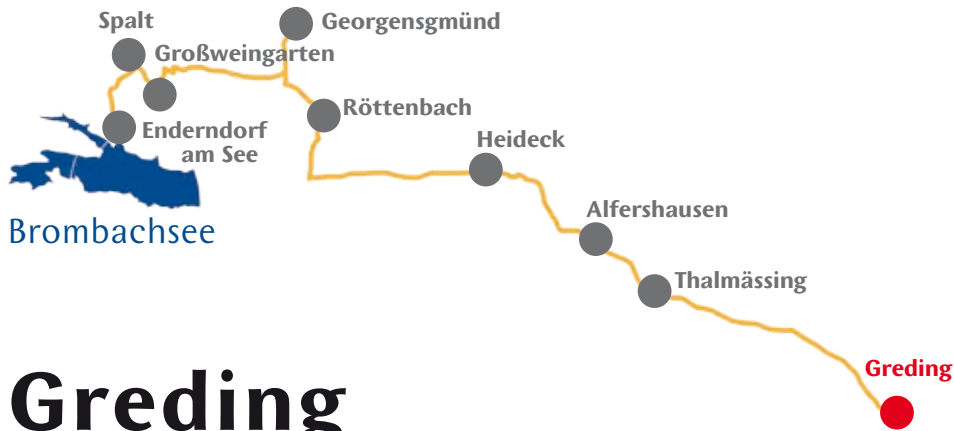 Spalt
Georgensgmünd
Großweingarten
Röttenbach
Enderndorf
am See
Heideck
Brombachsee
Alfershausen
Thalmässing
Greding
Greding